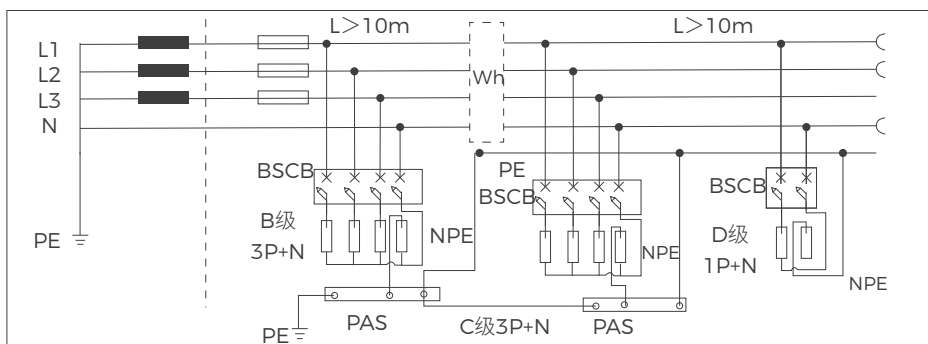 L＞10m
L＞10m
L1
L2
L3
N
Wh
BSCB
PE
BSCB
BSCB
B级
3P+N
NPE
NPE
D级
1P+N
NPE
PE
PAS
PE
C级3P+N
PAS